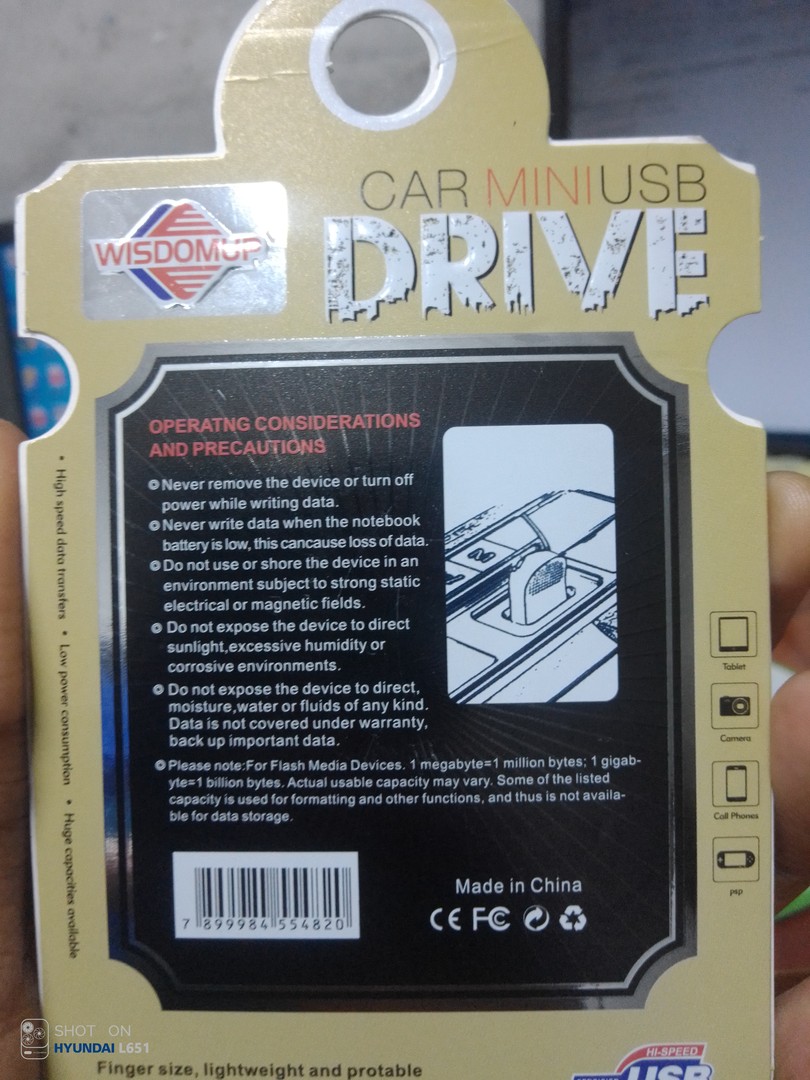 CAR MINIUSB
DRIVE
WISDOMUP
OPERATNG CONSIDERATIONS
AND PRECAUTIONS
Never remove the device or turn off
power while writing data.
Never write data when the notebook
battery is low, this cancause loss of data.
Do not use or shore the device in an
environment subject to strong static
electrical or magnetic fields.
Do not expose the device to direct
sunlight,excessive humidity or
corrosive environments.
Do not expose the device to direct,
moisture,water or fluids of any kind.
Data is not covered under warranty,
back up important data.
Please note:For Flash Media Devices. 1 megabyte=1 million bytes; 1 gigab-
yte=1 billion bytes. Actual usable capacity may vary. Some of the listed
capacity is used for formatting and other functions, and thus is not availa-
ble for data storage.
• High speed data transfers • Low power consumption • Huge capacities available
Tablet
Camera
Call Phones
psp
7 899984 554820
Made in China
CE FC
Finger size, lightweight and protable
HI-SPEED
USB
SHOT ON
HYUNDAI L651